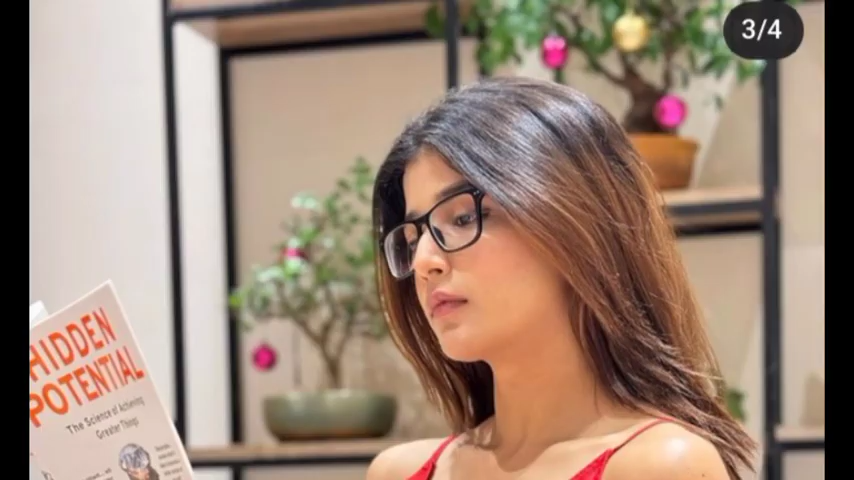 3/4
HIDDEN
POTENTIAL
The Science of Achieving
Greater Things